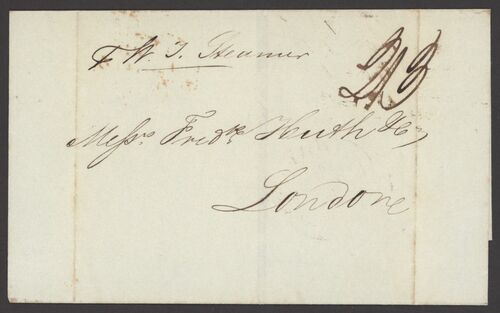 W. I. Steamer
2/3
Messrs. Fredk. Huth & Co
London